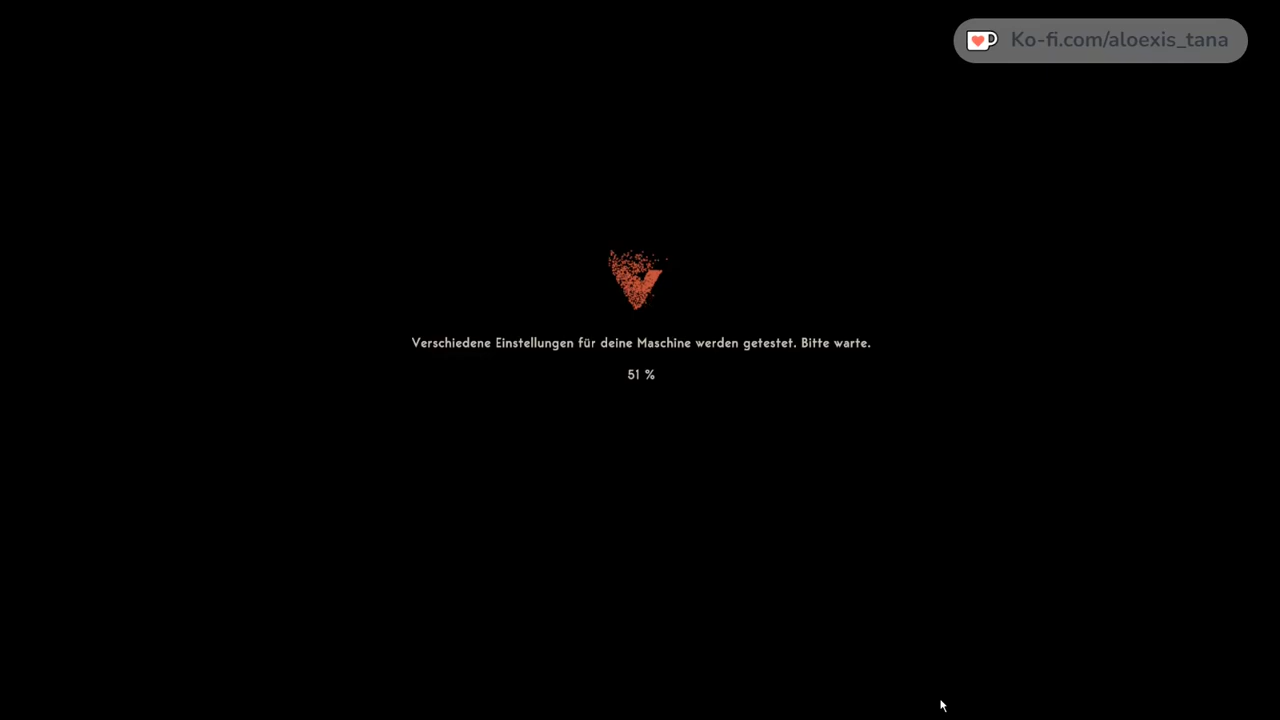 Ko-fi.com/aloexis_tana
Verschiedene Einstellungen für deine Maschine werden getestet. Bitte warte.
51 %